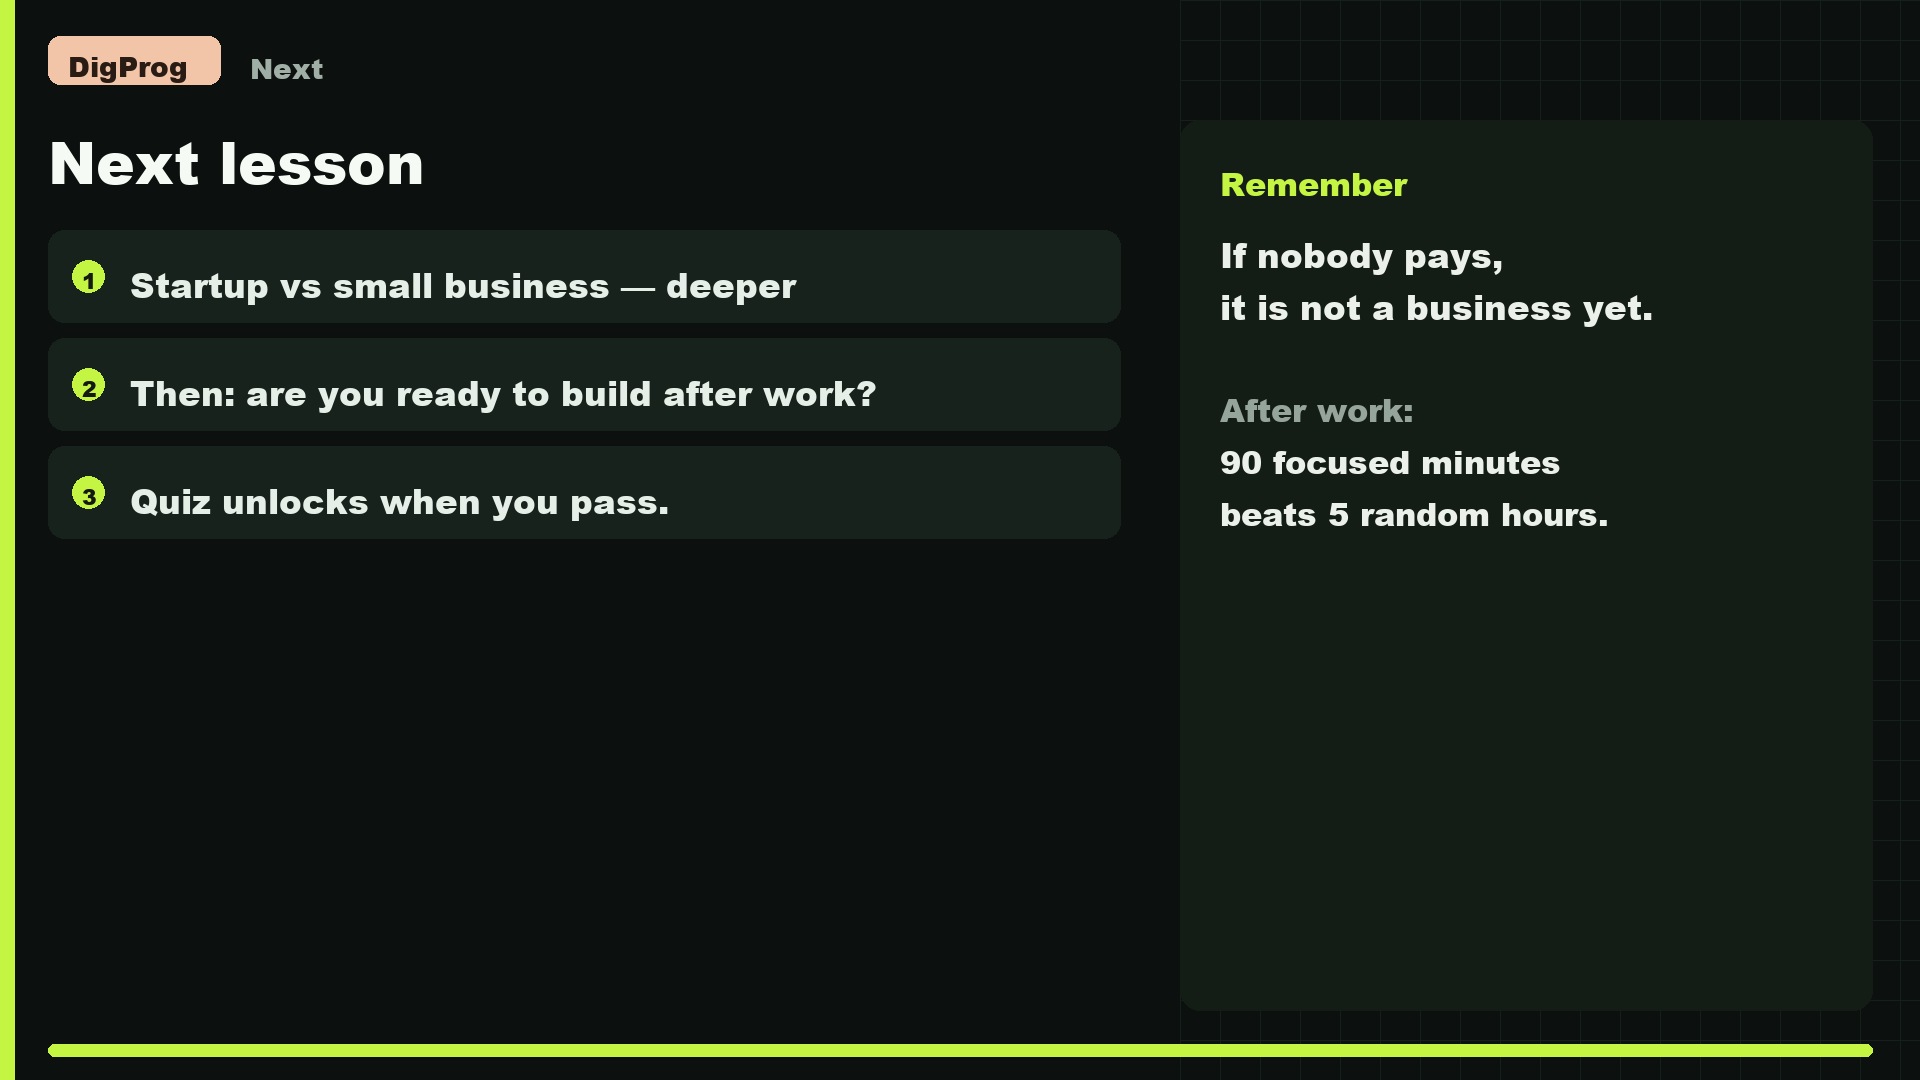 DigProg
Next
Next lesson
1 Startup vs small business — deeper
2 Then: are you ready to build after work?
3 Quiz unlocks when you pass.
Remember
If nobody pays,
it is not a business yet.
After work:
90 focused minutes
beats 5 random hours.